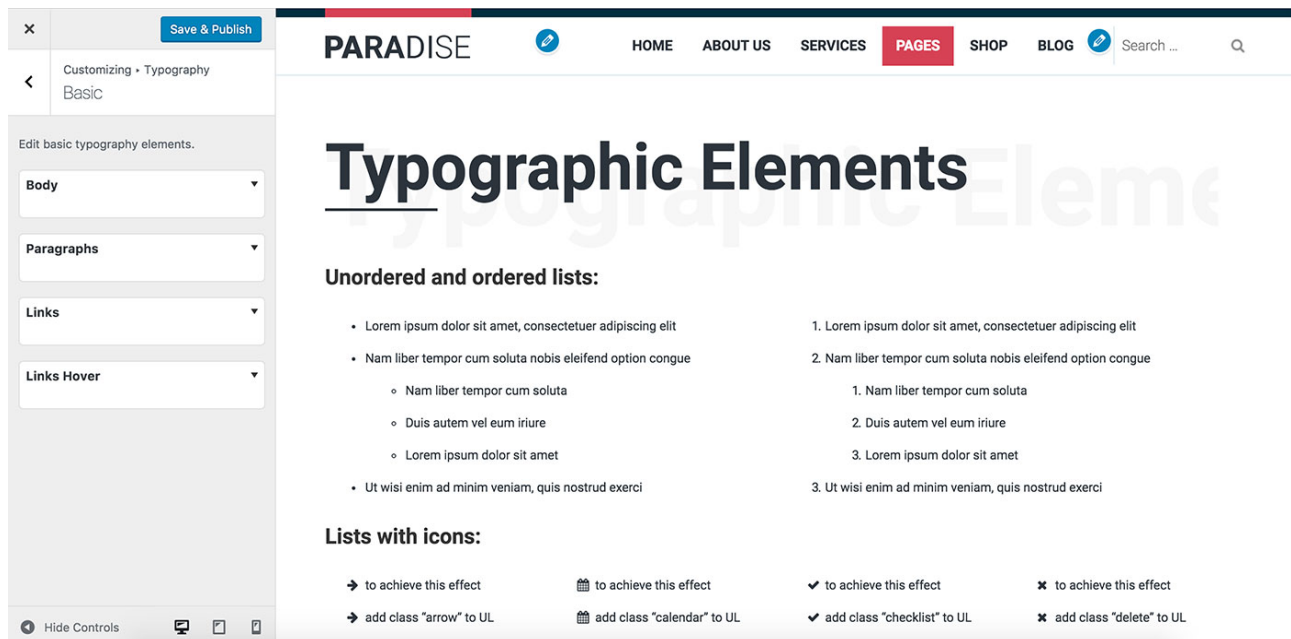 Save & Publish
Customizing ▸ Typography
Basic
Edit basic typography elements.
Body
Paragraphs
Links
Links Hover
Hide Controls
PARADISE
HOME ABOUT US SERVICES PAGES SHOP BLOG Search ...
Typographic Elements
Typographic Eleme
Unordered and ordered lists:
• Lorem ipsum dolor sit amet, consectetuer adipiscing elit
• Nam liber tempor cum soluta nobis eleifend option congue
◦ Nam liber tempor cum soluta
◦ Duis autem vel eum iriure
◦ Lorem ipsum dolor sit amet
• Ut wisi enim ad minim veniam, quis nostrud exerci
1. Lorem ipsum dolor sit amet, consectetuer adipiscing elit
2. Nam liber tempor cum soluta nobis eleifend option congue
1. Nam liber tempor cum soluta
2. Duis autem vel eum iriure
3. Lorem ipsum dolor sit amet
3. Ut wisi enim ad minim veniam, quis nostrud exerci
Lists with icons:
to achieve this effect
add class "arrow" to UL
to achieve this effect
add class "calendar" to UL
to achieve this effect
add class "checklist" to UL
to achieve this effect
add class "delete" to UL